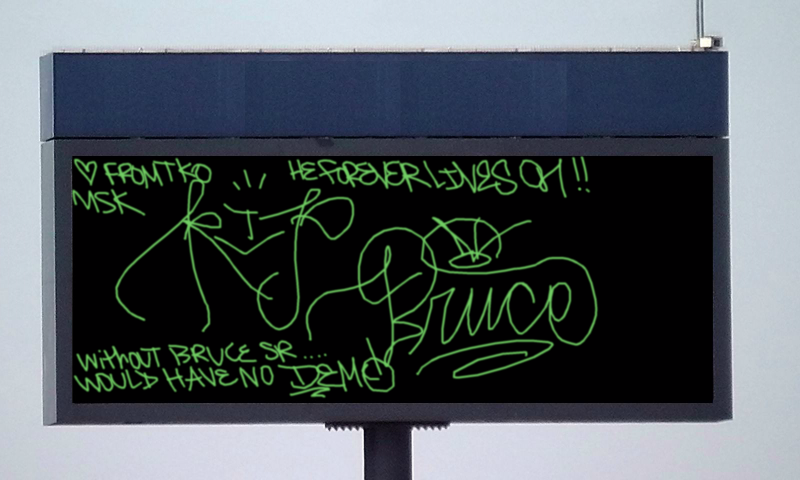 ♡ FROM TKO
MSK
HE FOREVER LIVES ON !!
RIP
Bruce
WithOUT BRUCE SR ....
WOULD HAVE NO DEMO